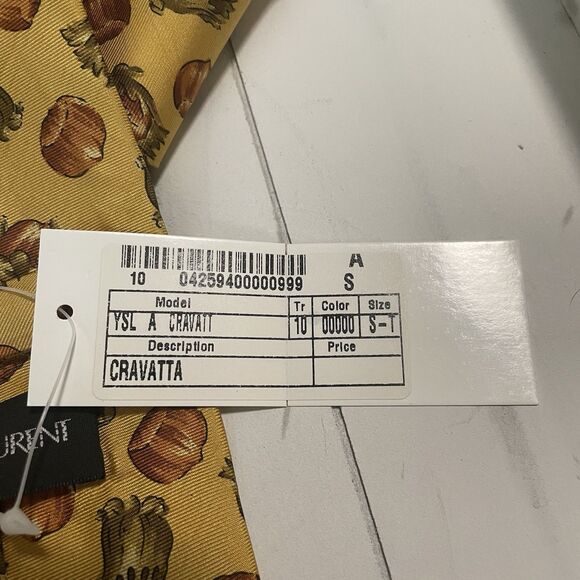 A
10 04259400000999 S
Model Tr Color Size
YSL A CRAVATT 10 00000 S-T
Description Price
CRAVATTA
URENT